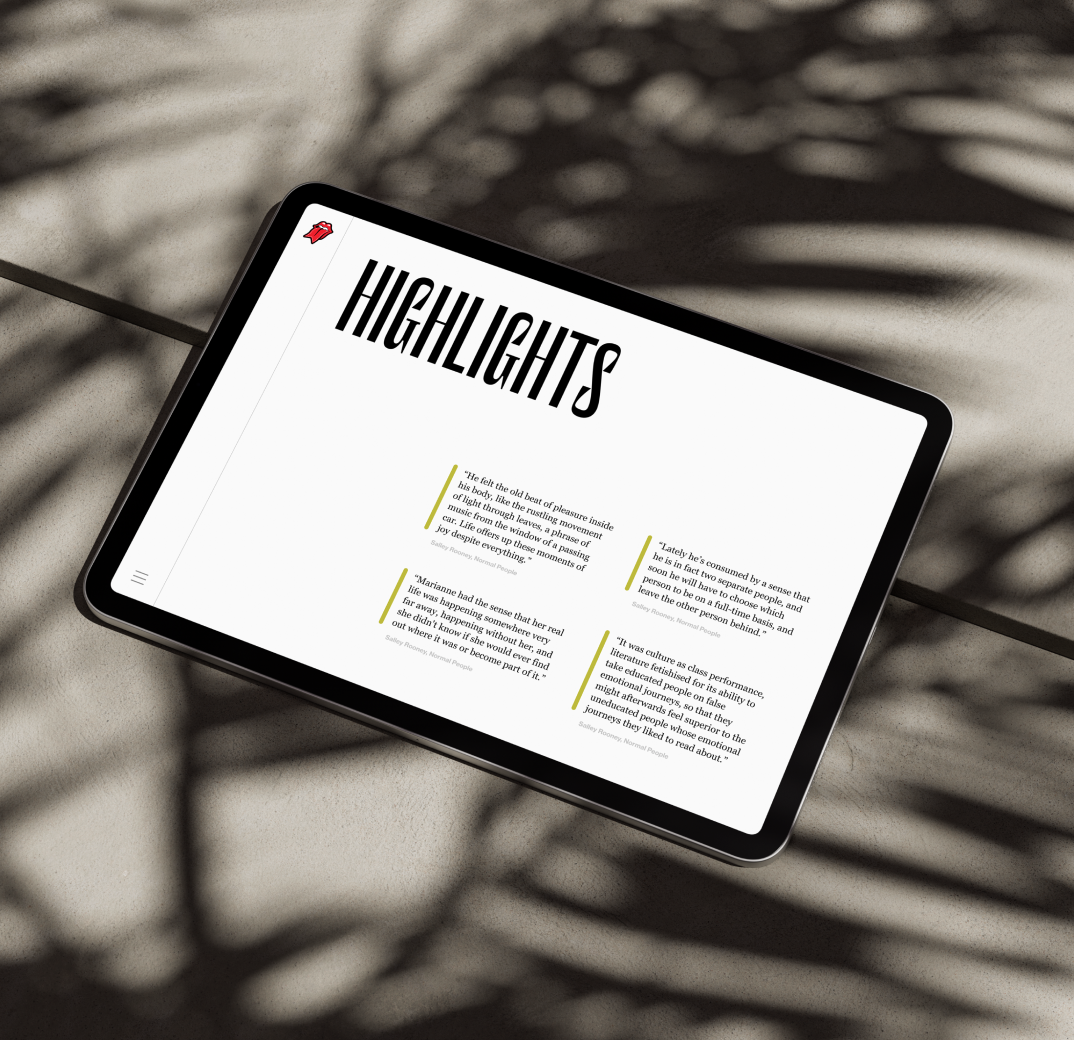 HIGHLIGHTS
“He felt the old beat of pleasure inside
his body, like the rustling movement
of light through leaves, a phrase of
music from the window of a passing
car. Life offers up these moments of
joy despite everything.”
Salley Rooney, Normal People
“Marianne had the sense that her real
life was happening somewhere very
far away, happening without her, and
she didn’t know if she would ever find
out where it was or become part of it.”
Salley Rooney, Normal People
“Lately he’s consumed by a sense that
he is in fact two separate people, and
soon he will have to choose which
person to be on a full-time basis, and
leave the other person behind.”
Salley Rooney, Normal People
“It was culture as class performance,
literature fetishised for its ability to
take educated people on false
emotional journeys, so that they
might afterwards feel superior to the
uneducated people whose emotional
journeys they liked to read about.”
Salley Rooney, Normal People